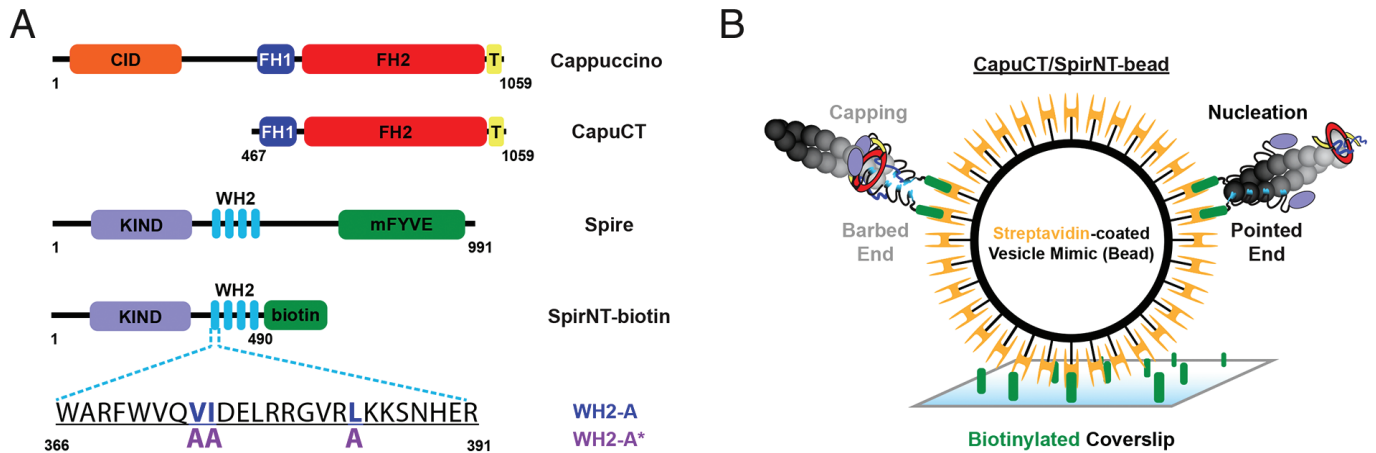 A
CID
FH1
FH2
T
Cappuccino
1
1059
FH1
FH2
T
CapuCT
467
1059
WH2
KIND
mFYVE
Spire
1
991
WH2
KIND
biotin
SpirNT-biotin
1
490
WARFWVQVIDELRRGVRLKKSNHER
WH2-A
366
AA
A
391
WH2-A*
B
CapuCT/SpirNT-bead
Capping
Nucleation
Barbed
End
Streptavidin-coated
Vesicle Mimic (Bead)
Pointed
End
Biotinylated Coverslip